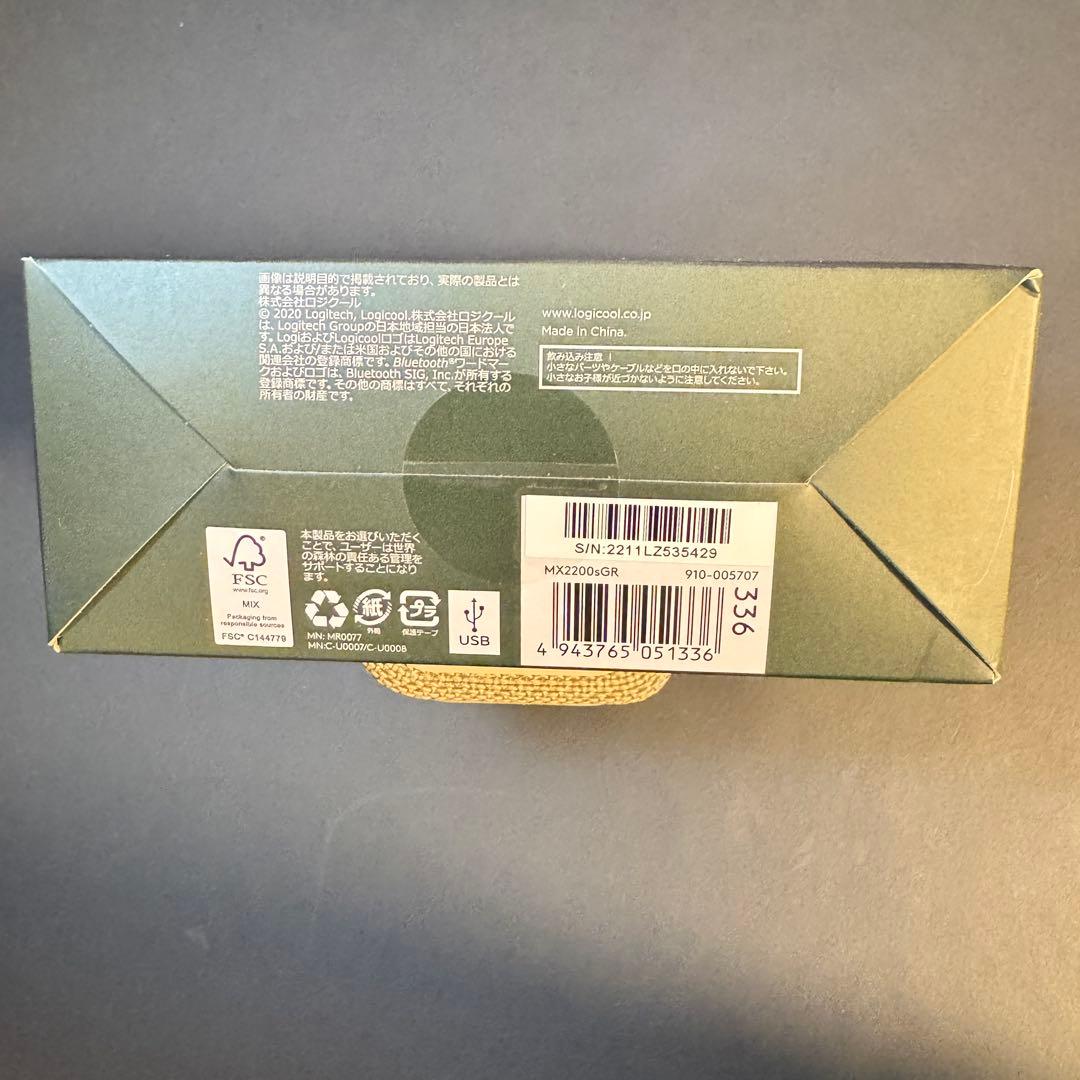 画像は説明目的で掲載されており、実際の製品とは
異なる場合があります。
株式会社ロジクール
© 2020 Logitech, Logicool.株式会社ロジクール
は、Logitech Groupの日本地域担当の日本法人で
す。LogiおよびLogicoolロゴはLogitech Europe
S.A.および/または米国およびその他の国における
関連会社の登録商標です。Bluetooth®ワードマー
クおよびロゴは、Bluetooth SIG, Inc.が所有する
登録商標です。その他の商標はすべて、それぞれの
所有者の財産です。
www.logicool.co.jp
Made in China.
飲み込み注意 !
小さなパーツやケーブルなどを口の中に入れないで下さい。
小さなお子様が近づかないように注意してください。
FSC
www.fsc.org
MIX
Packaging from
responsible sources
FSC® C144779
本製品をお選びいただく
ことで、ユーザーは世界
の森林の責任ある管理を
サポートすることになり
ます。
紙
外箱
プラ
保護テープ
MN: MR0077
MN:C-U0007/C-U0008
USB
S/N:2211LZ535429
MX2200sGR 910-005707
336
4 943765 051336